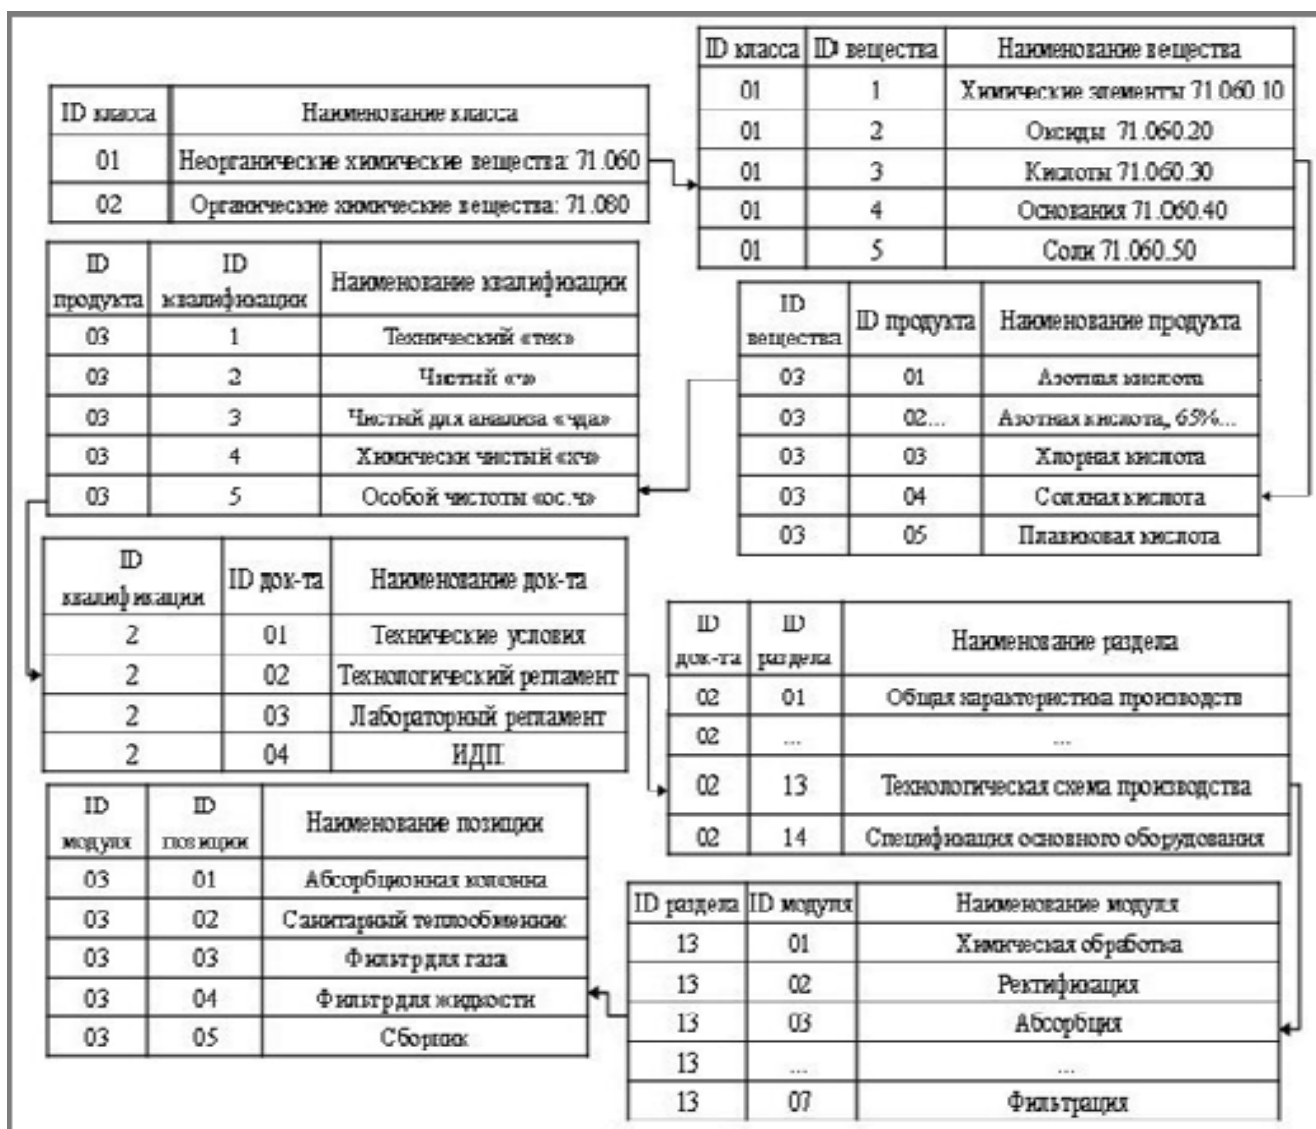 ID класса Наименование класса
01 Неорганические химические вещества: 71.060
02 Органические химические вещества: 71.080
ID класса ID вещества Наименование вещества
01 1 Химические элементы 71.060.10
01 2 Оксиды 71.060.20
01 3 Кислоты 71.060.30
01 4 Основания 71.060.40
01 5 Соли 71.060.50
ID ID
продукта квалификации Наименование квалификации
03 1 Технический «тех»
03 2 Чистый «ч»
03 3 Чистый для анализа «чда»
03 4 Химически чистый «хч»
03 5 Особой чистоты «ос.ч»
ID
вещества ID продукта Наименование продукта
03 01 Азотная кислота
03 02... Азотная кислота, 65%...
03 03 Хлорная кислота
03 04 Соляная кислота
03 05 Плавиковая кислота
ID
квалификации ID док-та Наименование док-та
2 01 Технические условия
2 02 Технологический регламент
2 03 Лабораторный регламент
2 04 ИДП
ID ID
док-та раздела Наименование раздела
02 01 Общая характеристика производств
02 ... ...
02 13 Технологическая схема производства
02 14 Спецификация основного оборудования
ID ID
модуля позиции Наименование позиции
03 01 Абсорбционная колонна
03 02 Санитарный теплообменник
03 03 Фильтр для газа
03 04 Фильтр для жидкости
03 05 Сборник
ID раздела ID модуля Наименование модуля
13 01 Химическая обработка
13 02 Ректификация
13 03 Абсорбция
13 ... ...
13 07 Фильтрация